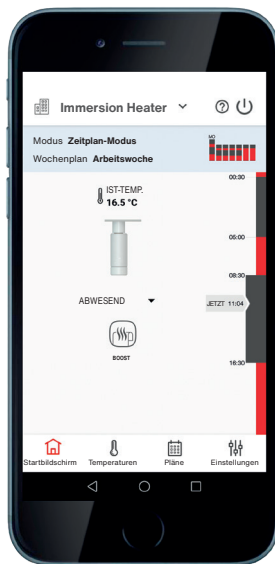 Immersion Heater
Modus Zeitplan-Modus
Wochenplan Arbeitswoche
MO
IST-TEMP.
16.5 °C
ABWESEND
BOOST
00:30
05:00
08:30
JETZT 11:04
16:30
Startbildschirm Temperaturen Pläne Einstellungen